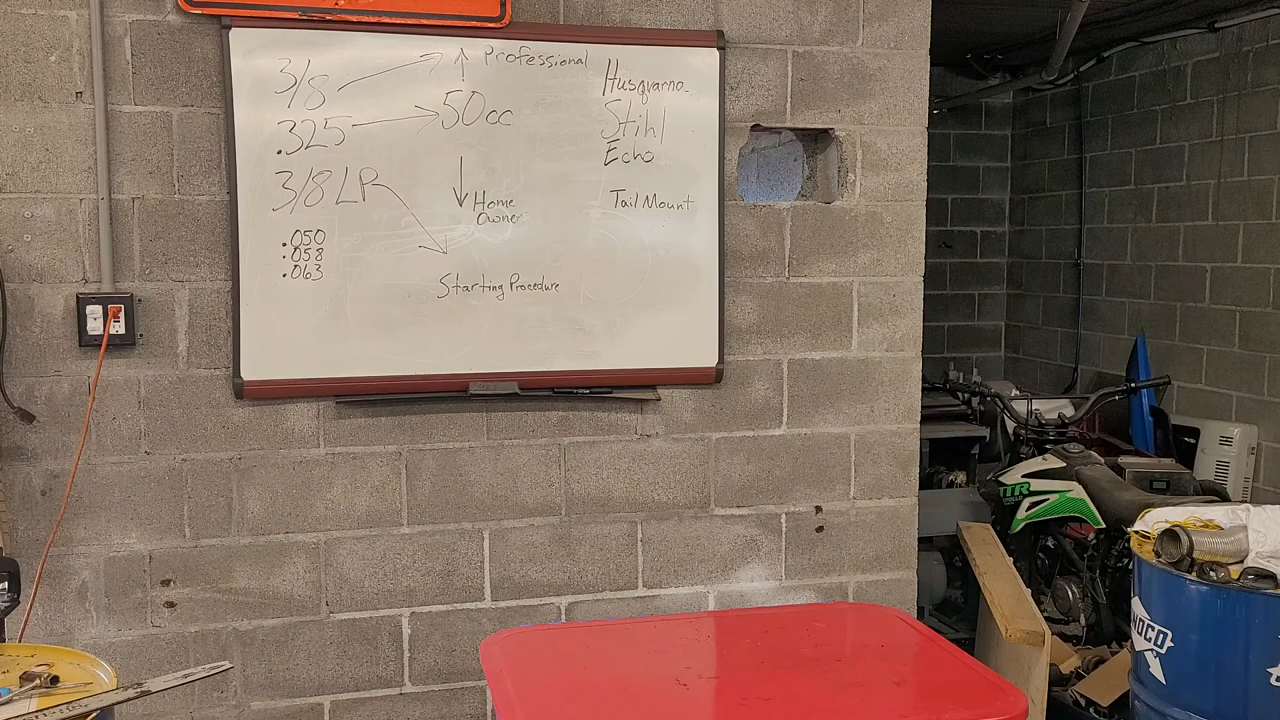 3/8
.325
3/8 LP
.050
.058
.063
Professional
50cc
Home
Owner
Starting Procedure
Husqvarna
Stihl
Echo
Tail Mount
TTR
APOLLO